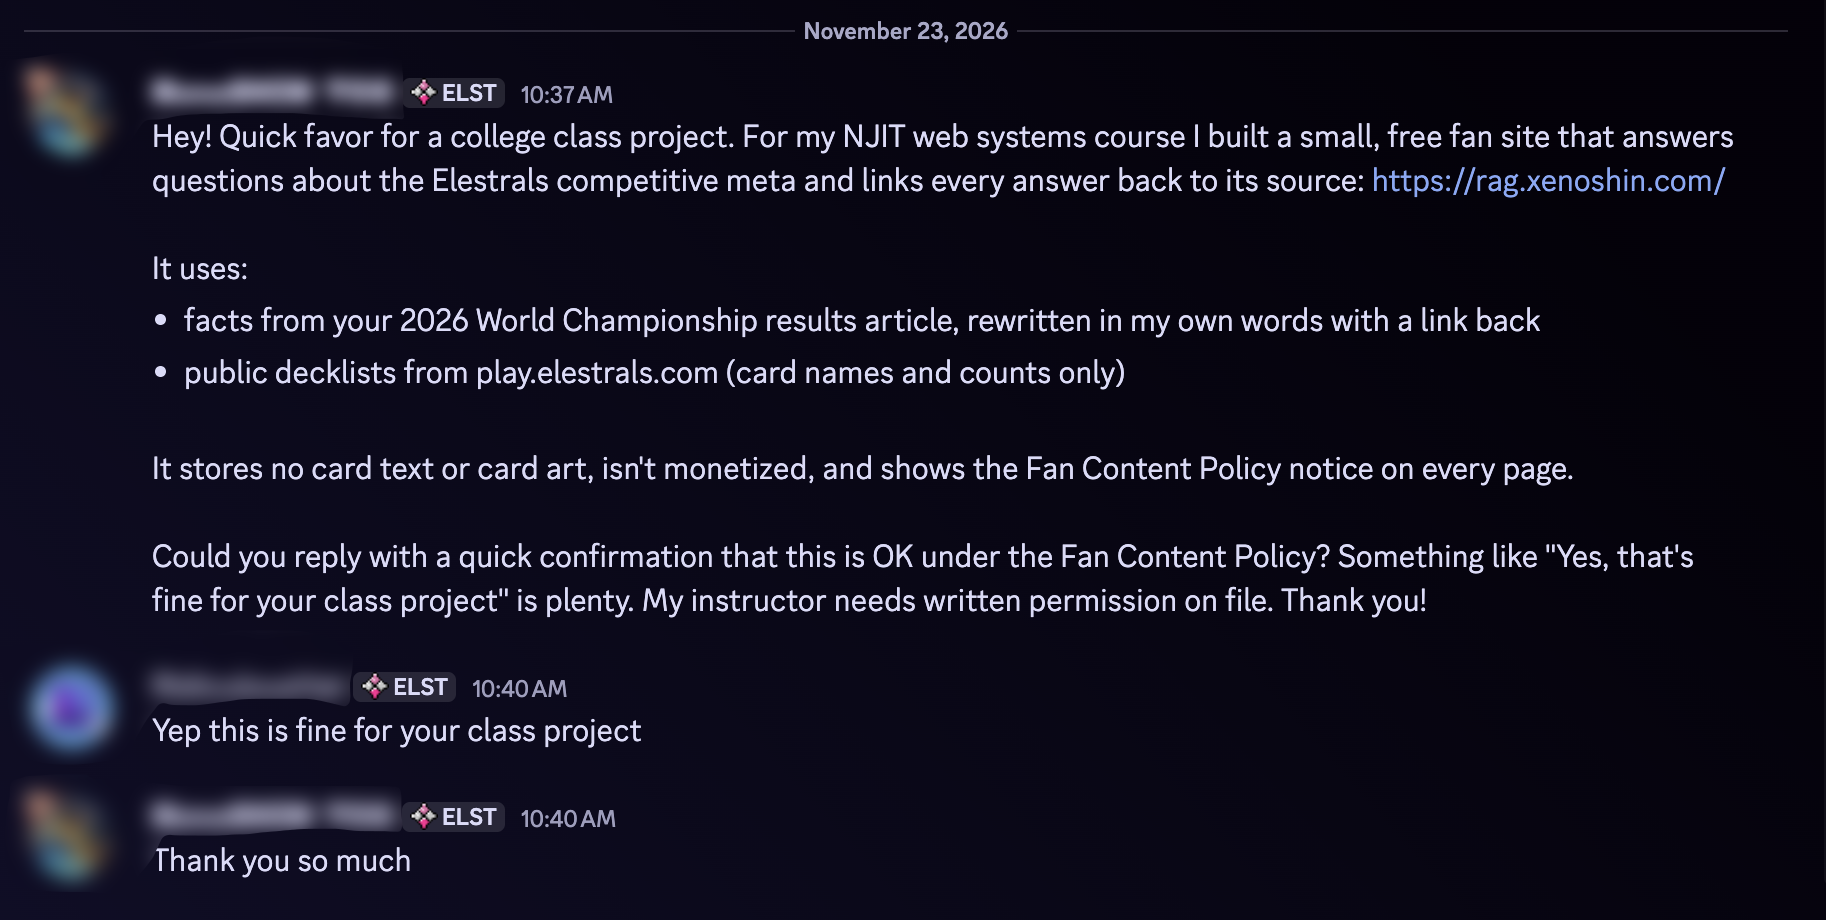 November 23, 2026
ELST 10:37 AM
Hey! Quick favor for a college class project. For my NJIT web systems course I built a small, free fan site that answers
questions about the Elestrals competitive meta and links every answer back to its source: https://rag.xenoshin.com/
It uses:
• facts from your 2026 World Championship results article, rewritten in my own words with a link back
• public decklists from play.elestrals.com (card names and counts only)
It stores no card text or card art, isn't monetized, and shows the Fan Content Policy notice on every page.
Could you reply with a quick confirmation that this is OK under the Fan Content Policy? Something like "Yes, that's
fine for your class project" is plenty. My instructor needs written permission on file. Thank you!
ELST 10:40 AM
Yep this is fine for your class project
ELST 10:40 AM
Thank you so much